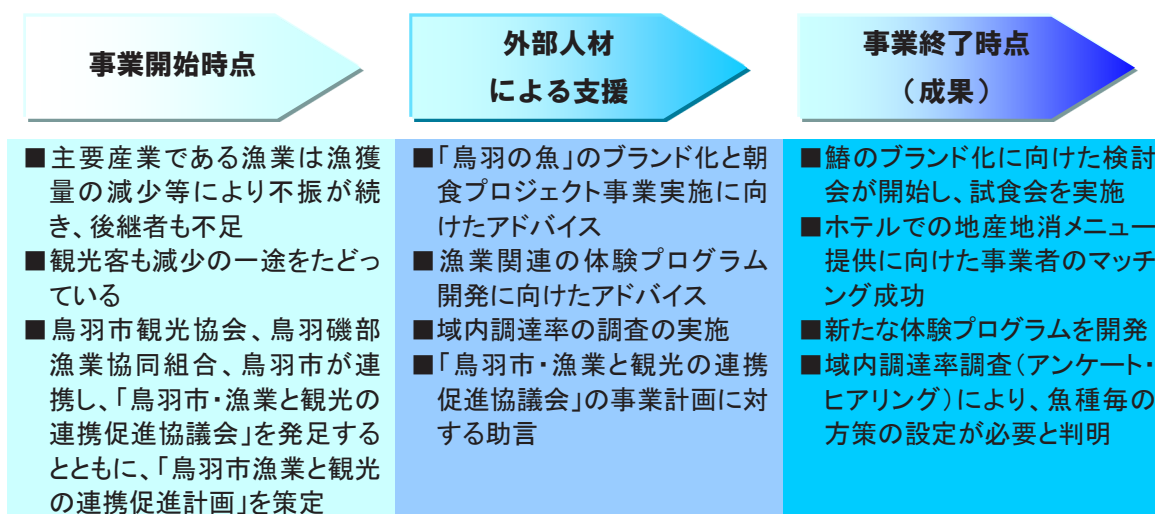 事業開始時点
外部人材
による支援
事業終了時点
（成果）
■主要産業である漁業は漁獲
量の減少等により不振が続
き、後継者も不足
■観光客も減少の一途をたどっ
ている
■鳥羽市観光協会、鳥羽磯部
漁業協同組合、鳥羽市が連
携し、「鳥羽市・漁業と観光の
連携促進協議会」を発足する
とともに、「鳥羽市漁業と観光
の連携促進計画」を策定
■「鳥羽の魚」のブランド化と朝
食プロジェクト事業実施に向
けたアドバイス
■漁業関連の体験プログラム
開発に向けたアドバイス
■域内調達率の調査の実施
■「鳥羽市・漁業と観光の連携
促進協議会」の事業計画に対
する助言
■鰆のブランド化に向けた検討
会が開始し、試食会を実施
■ホテルでの地産地消メニュー
提供に向けた事業者のマッチ
ング成功
■新たな体験プログラムを開発
■域内調達率調査（アンケート・
ヒアリング）により、魚種毎の
方策の設定が必要と判明